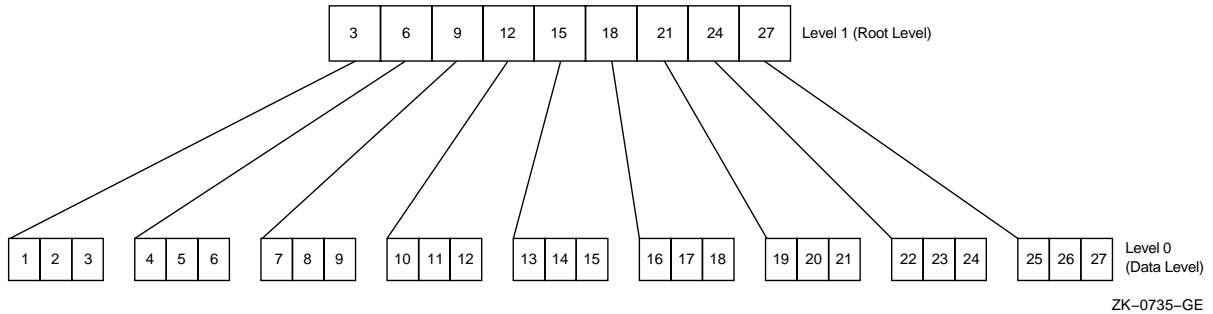 3 6 9 12 15 18 21 24 27 Level 1 (Root Level)
1 2 3 4 5 6 7 8 9 10 11 12 13 14 15 16 17 18 19 20 21 22 23 24 25 26 27 Level 0
(Data Level)
ZK–0735–GE